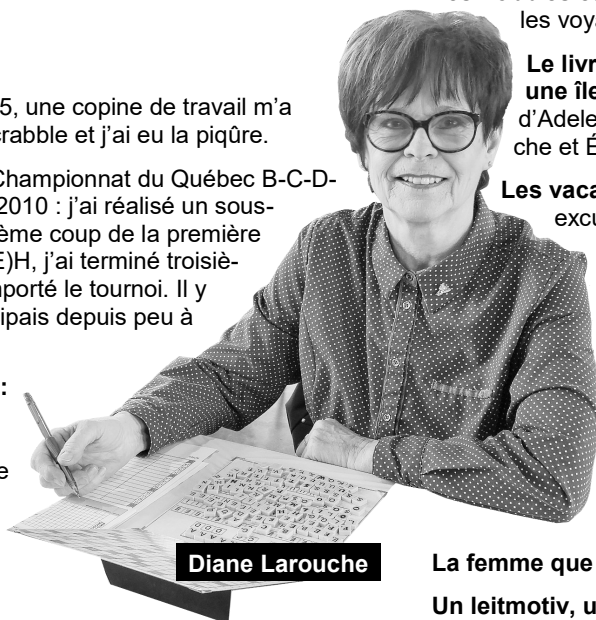 5, une copine de travail m’a
crabble et j’ai eu la piqûre.
Championnat du Québec B-C-D-
2010 : j’ai réalisé un sous-
ème coup de la première
E)H, j’ai terminé troisiè-
porté le tournoi. Il y
ipais depuis peu à
:
e
Diane Larouche
les voya
Le livr
une île
d’Adele
che et É
Les vaca
excu
La femme que
Un leitmotiv, u